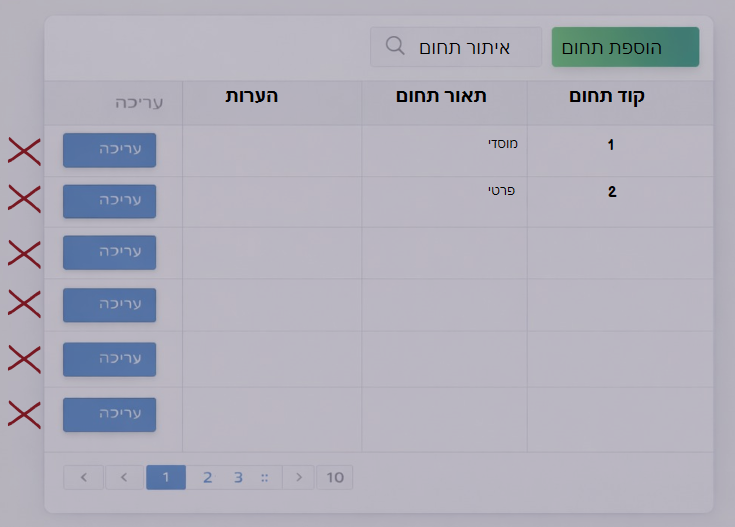 הוספת תחום
איתור תחום
קוד תחום תאור תחום הערות עריכה
1 מוסדי עריכה
2 פרטי עריכה
עריכה
עריכה
עריכה
עריכה
< < 1 2 3 :: > 10